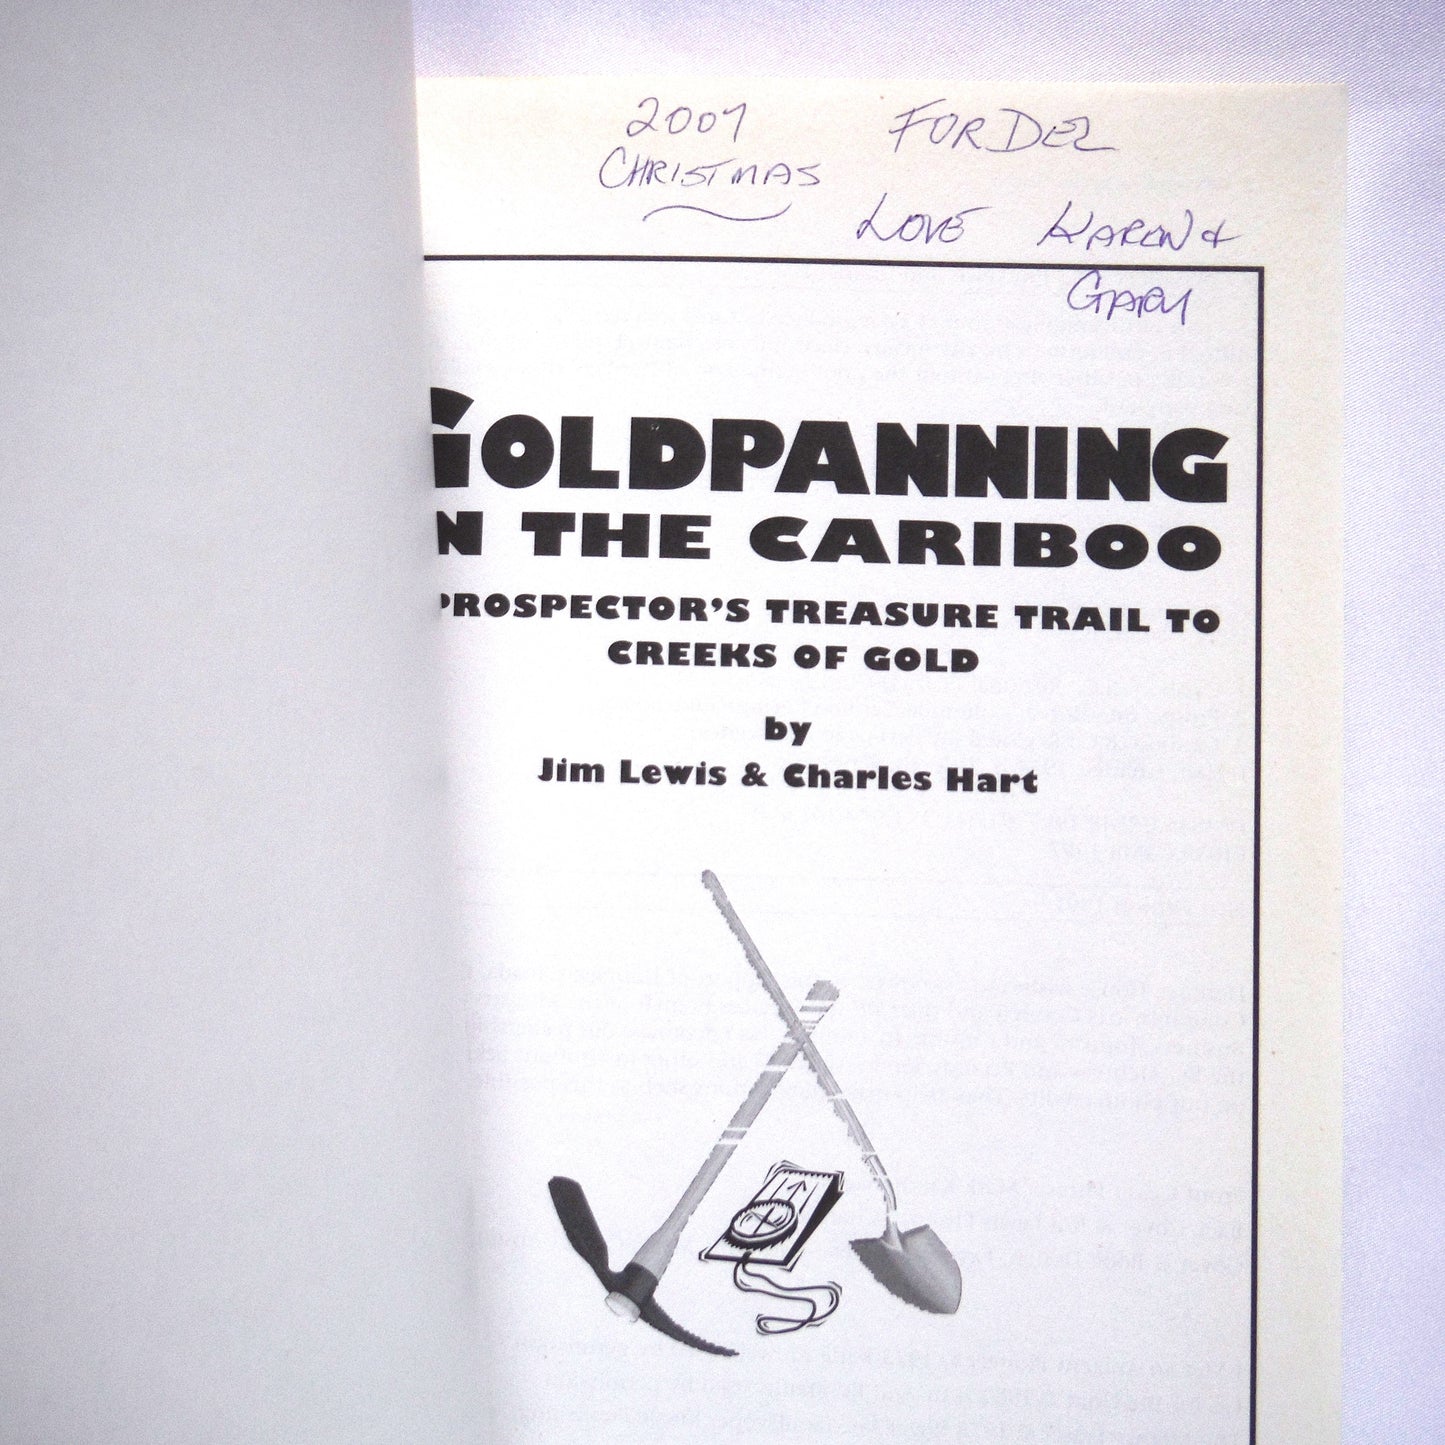 2007
CHRISTMAS
FOR DEZ
LOVE KAREN &
GARY
GOLDPANNING
IN THE CARIBOO
PROSPECTOR'S TREASURE TRAIL TO
CREEKS OF GOLD
by
Jim Lewis & Charles Hart